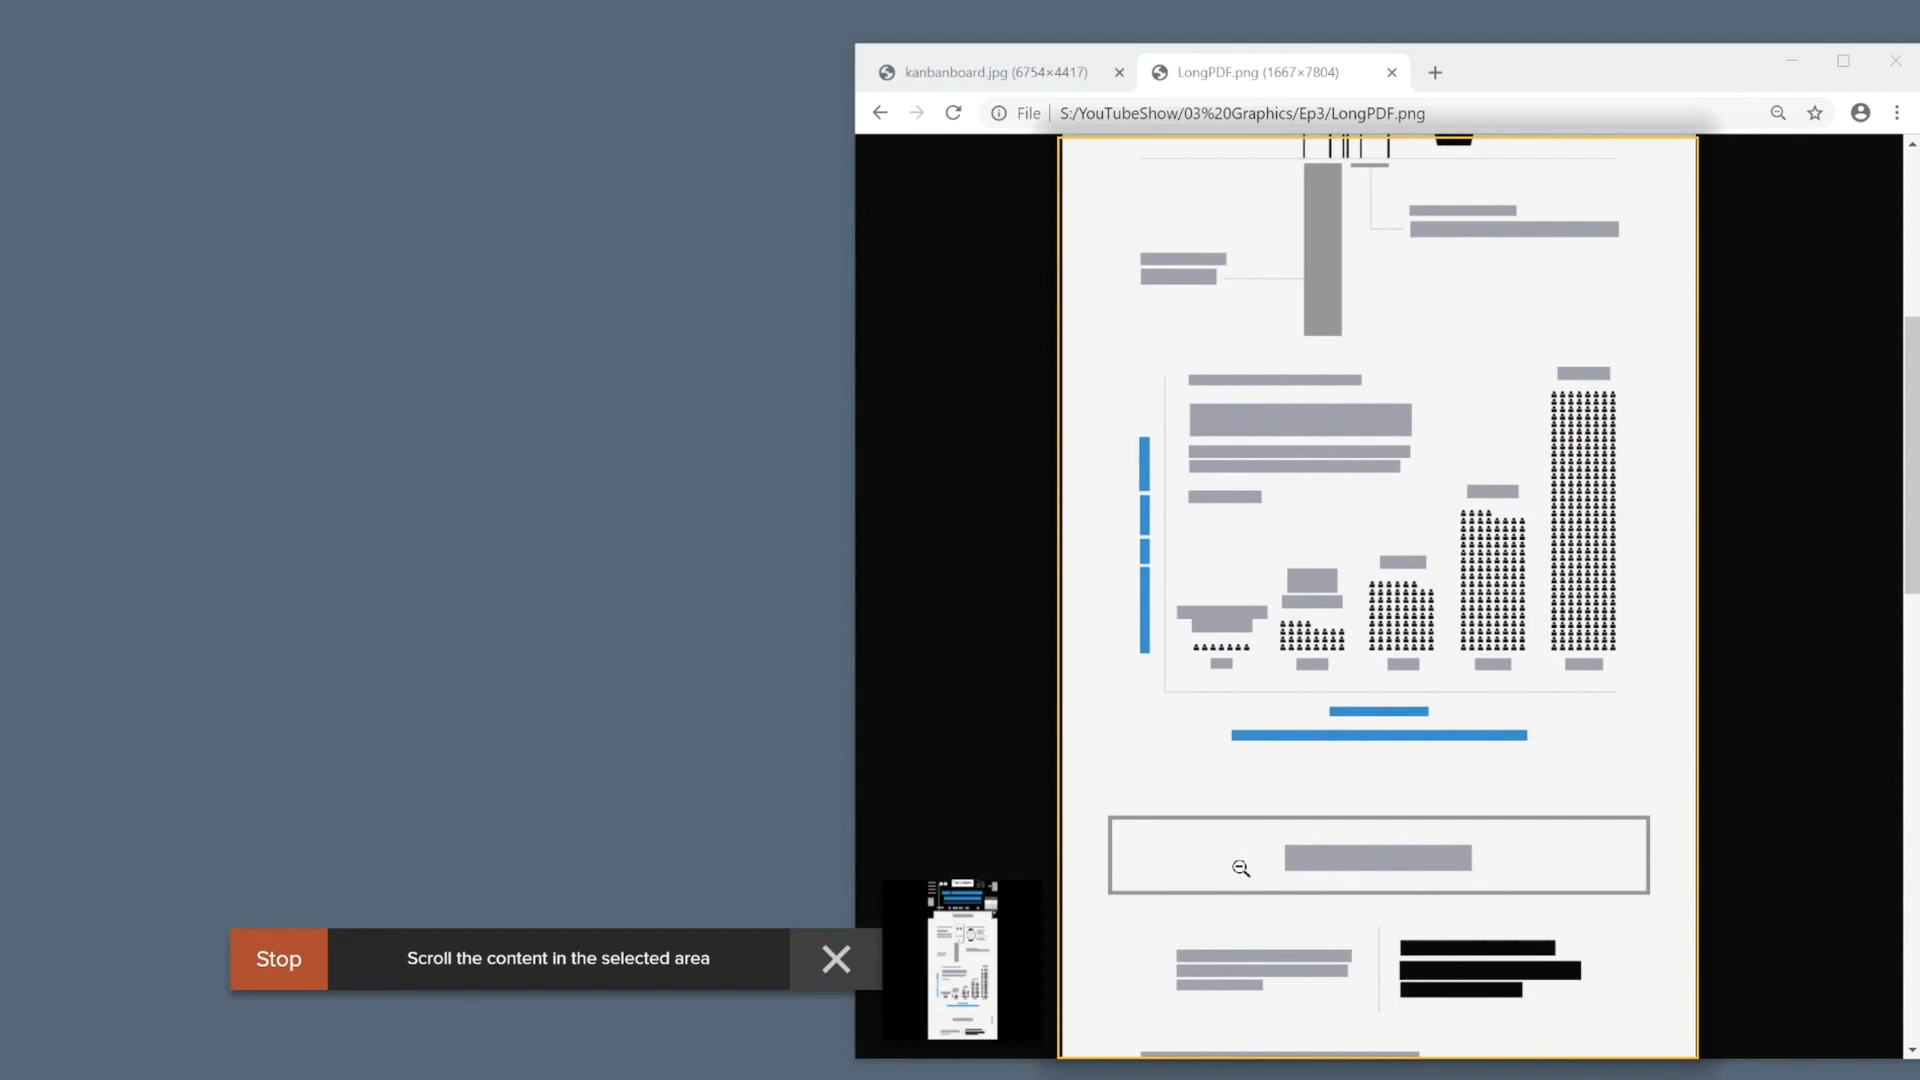 kanbanboard.jpg (6754×4417)
LongPDF.png (1667×7804)
File
S:/YouTubeShow/03%20Graphics/Ep3/LongPDF.png
Stop
Scroll the content in the selected area